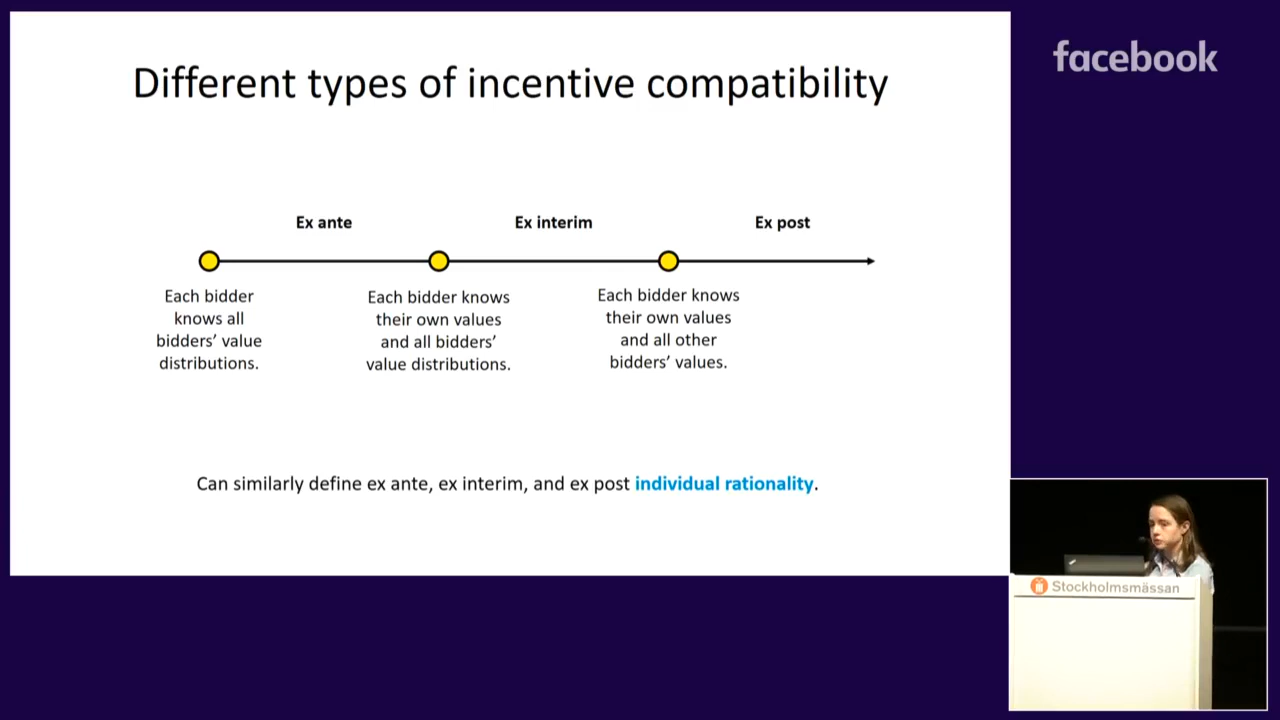 Different types of incentive compatibility
facebook
Ex ante
Ex interim
Ex post
Each bidder
knows all
bidders’ value
distributions.
Each bidder knows
their own values
and all bidders’
value distributions.
Each bidder knows
their own values
and all other
bidders’ values.
Can similarly define ex ante, ex interim, and ex post individual rationality.
Stockholmsmässan